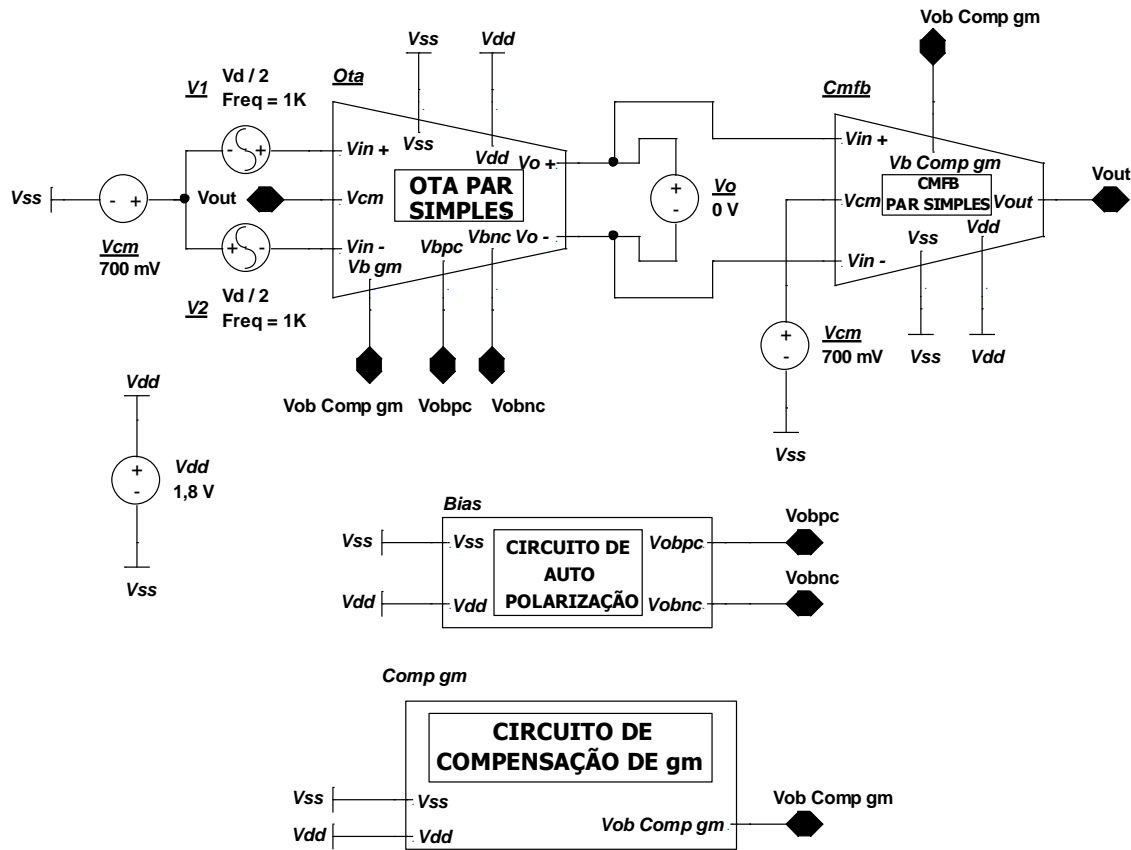 Vob Comp gm
Vss
Vdd
V1
Vd / 2
Freq = 1K
Ota
Cmfb
Vin +
Vss
Vdd
Vo +
Vin +
Vb Comp gm
Vss
Vout
Vcm
OTA PAR
SIMPLES
Vo
0 V
Vcm
CMFB
PAR SIMPLES
Vout
Vout
Vcm
700 mV
Vin -
Vbnc
Vo -
Vbpc
Vb gm
Vss
Vdd
Vin -
V2
Vd / 2
Freq = 1K
Vcm
700 mV
Vss
Vdd
Vob Comp gm
Vobpc
Vobnc
Vdd
Vss
Vdd
1,8 V
Vss
Bias
Vss
Vss
CIRCUITO DE
AUTO
POLARIZAÇÃO
Vobpc
Vobpc
Vdd
Vdd
Vobnc
Vobnc
Comp gm
CIRCUITO DE
COMPENSAÇÃO DE gm
Vss
Vss
Vob Comp gm
Vob Comp gm
Vdd
Vdd